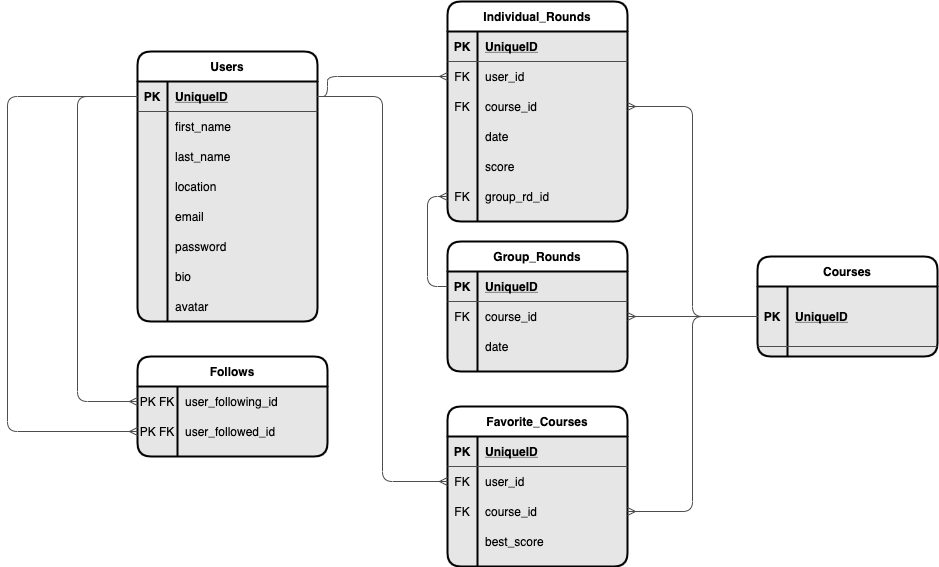 Individual_Rounds
PK UniqueID
FK user_id
FK course_id
date
score
FK group_rd_id
Users
PK UniqueID
first_name
last_name
location
email
password
bio
avatar
Group_Rounds
PK UniqueID
FK course_id
date
Courses
PK UniqueID
Follows
PK FK user_following_id
PK FK user_followed_id
Favorite_Courses
PK UniqueID
FK user_id
FK course_id
best_score